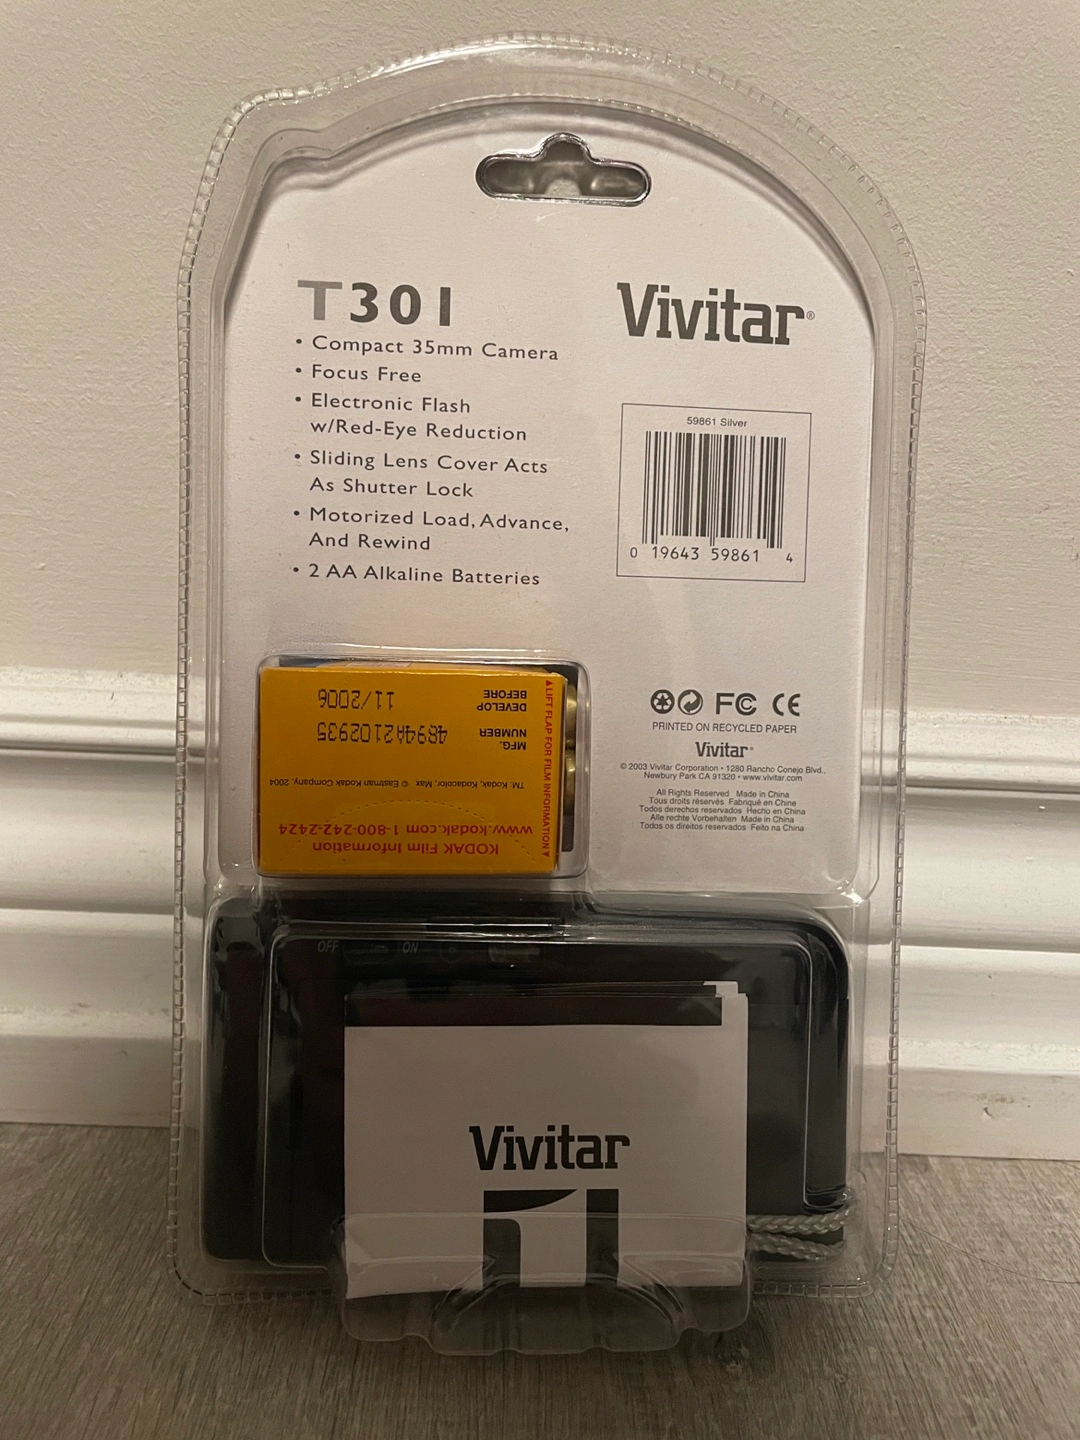 T301
• Compact 35mm Camera
• Focus Free
• Electronic Flash
w/Red-Eye Reduction
• Sliding Lens Cover Acts
As Shutter Lock
• Motorized Load, Advance,
And Rewind
• 2 AA Alkaline Batteries
Vivitar®
59861 Silver
0 19643 59861 4
FC CE
PRINTED ON RECYCLED PAPER
Vivitar®
© 2003 Vivitar Corporation • 1280 Rancho Conejo Blvd.,
Newbury Park CA 91320 • www.vivitar.com
All Rights Reserved Made in China
Tous droits réservés Fabriqué en Chine
Todos derechos reservados Hecho en China
Alle rechte Vorbehalten Made in China
Todos os direitos reservados Feito na China
KODAK Film Information
www.kodak.com 1-800-242-2424
TM: Kodak, Kodacolor, Max © Eastman Kodak Company, 2004
MFG.
NUMBER 4894A2102935
DEVELOP
BEFORE 11/2006
▲LIFT FLAP FOR FILM INFORMATION▼
OFF ON
Vivitar